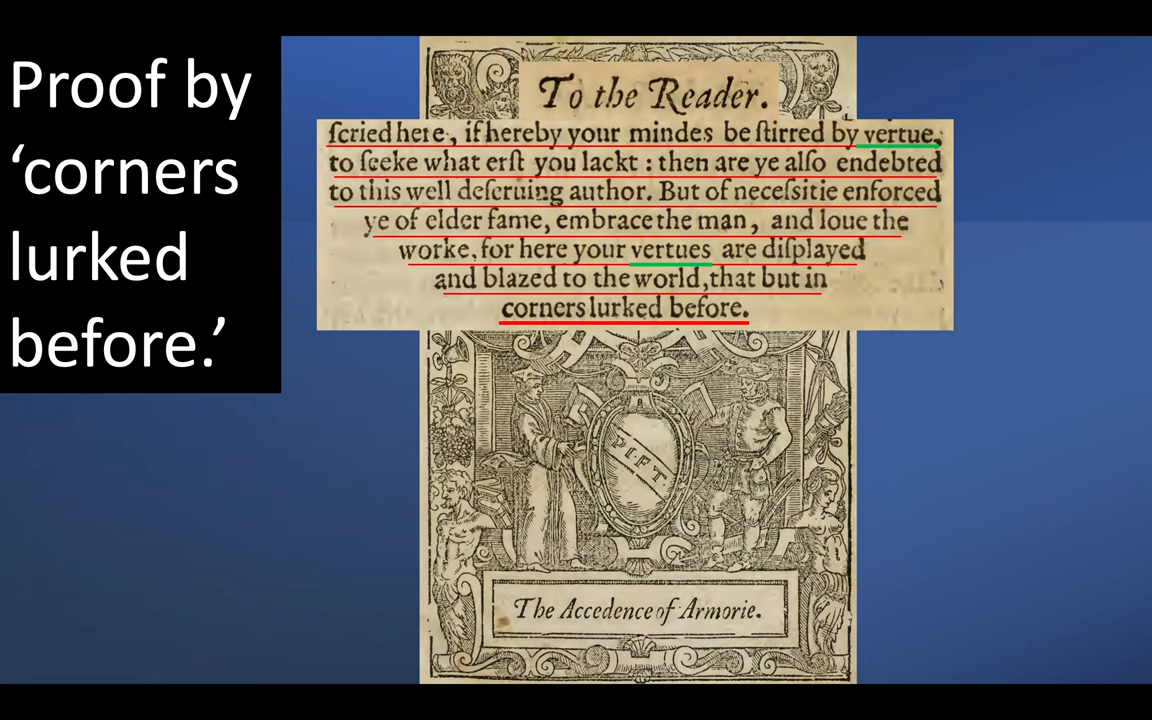 Proof by
‘corners
lurked
before.’
To the Reader.
ſcried here, if hereby your mindes be ſtirred by vertue,
to ſeeke what erſt you lackt : then are ye alſo endebted
to this well deſeruing author. But of neceſsitie enforced
ye of elder fame, embrace the man, and loue the
worke, for here your vertues are diſplayed
and blazed to the world, that but in
corners lurked before.
P.I.F.T.
The Accedence of Armorie.